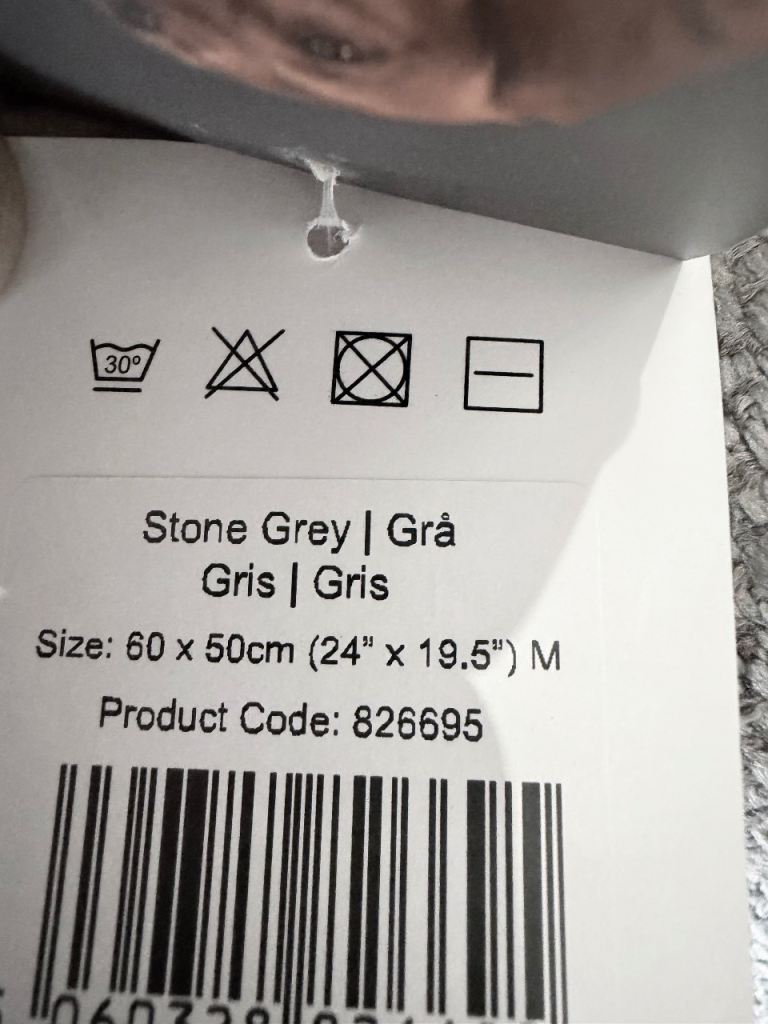 30°
Stone Grey | Grå
Gris | Gris
Size: 60 x 50cm (24” x 19.5”) M
Product Code: 826695